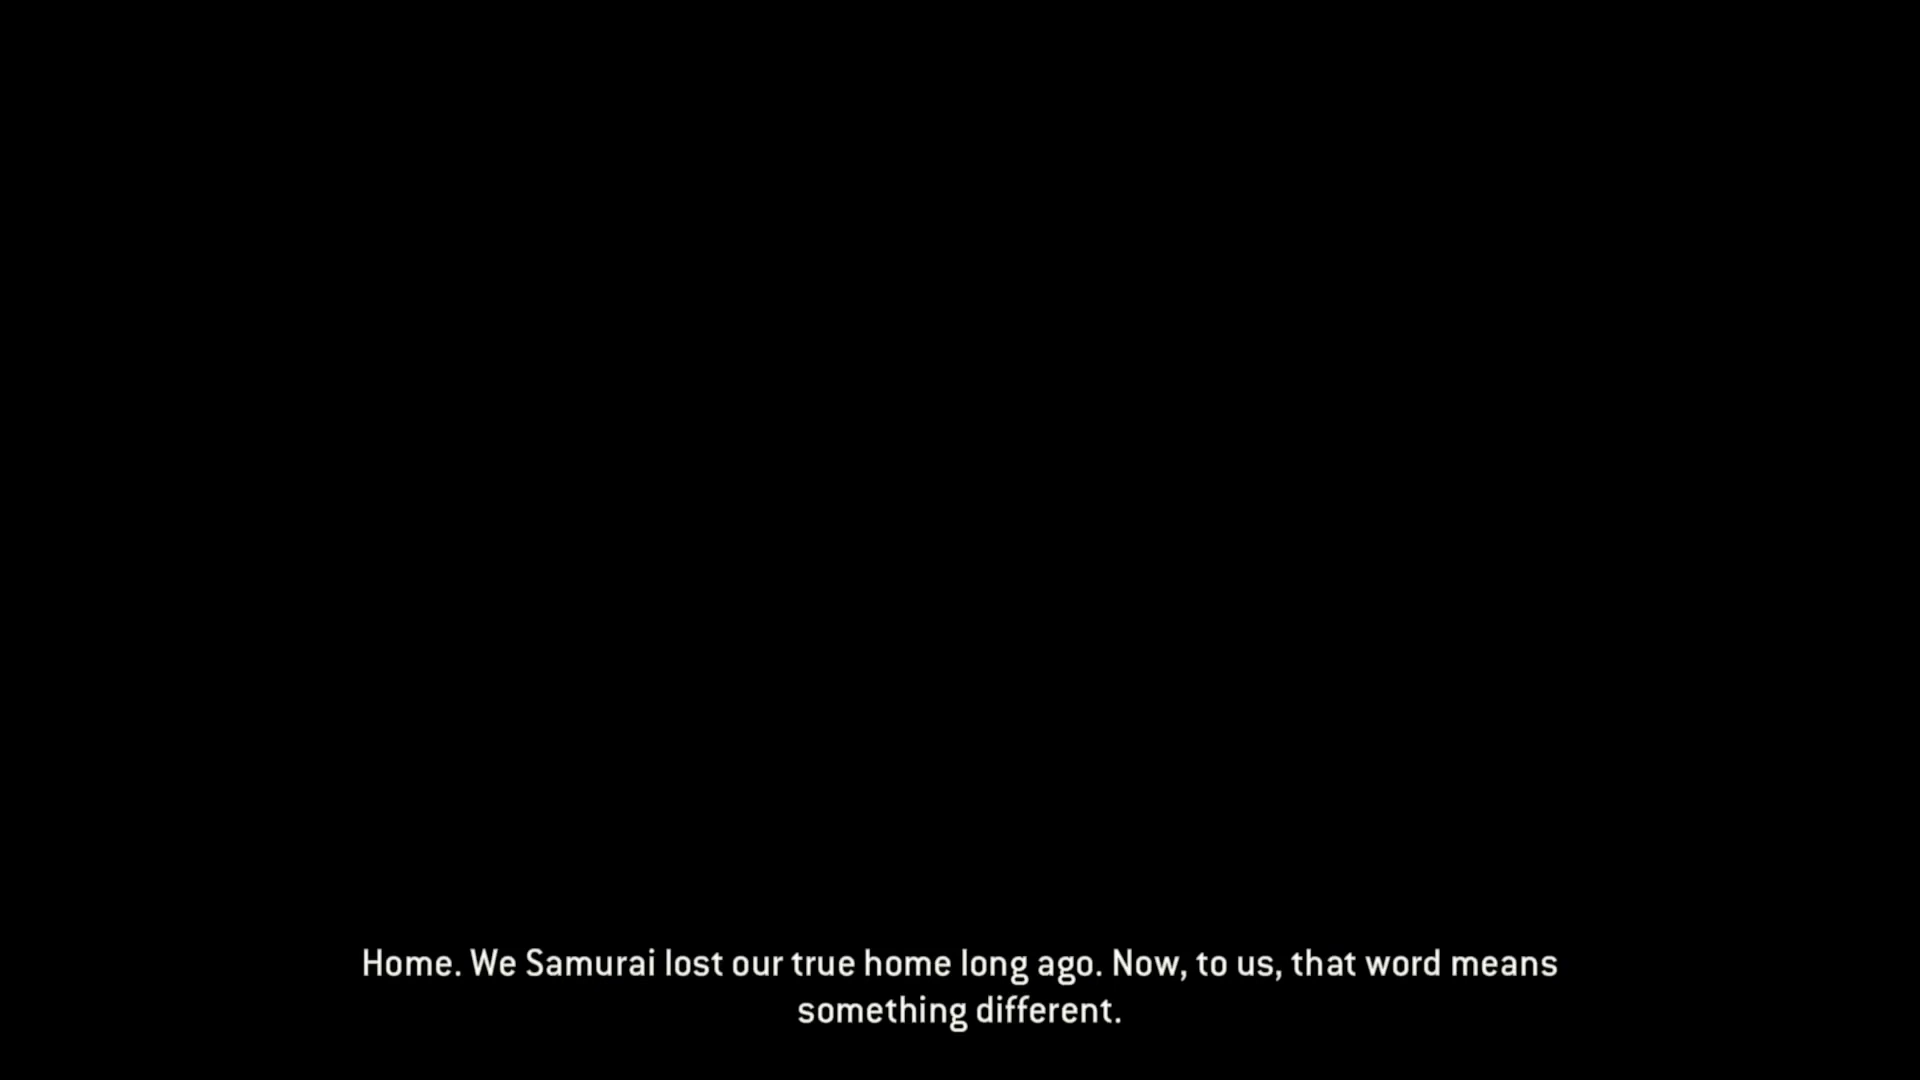 Home. We Samurai lost our true home long ago. Now, to us, that word means
something different.